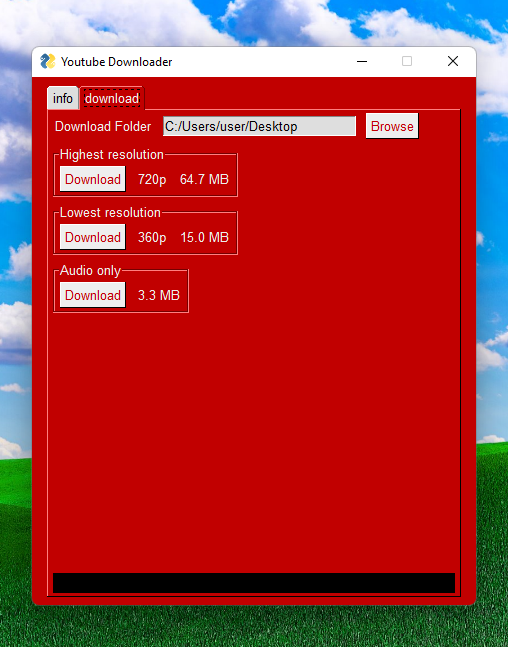 Youtube Downloader
info download
Download Folder C:/Users/user/Desktop Browse
Highest resolution
Download 720p 64.7 MB
Lowest resolution
Download 360p 15.0 MB
Audio only
Download 3.3 MB